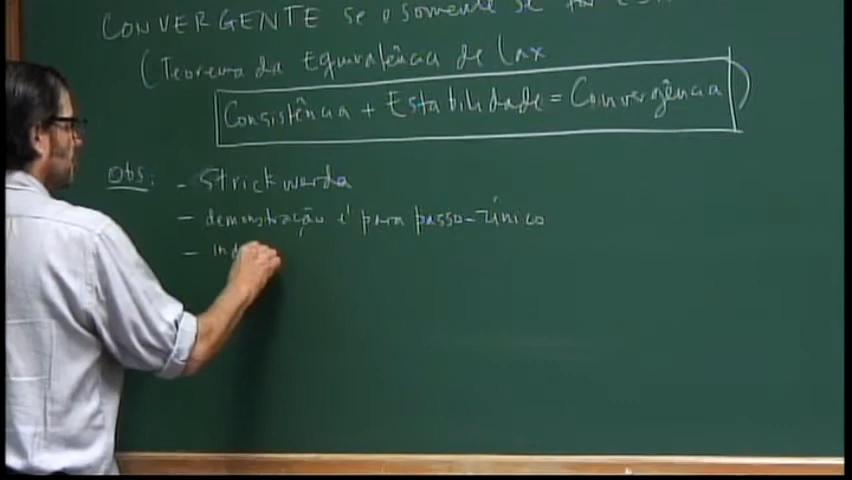 CONVERGENTE se e somente se for
(Teorema da Equivalência de Lax
Consistência + Estabilidade = Convergência)
Obs: - Strickwerda
- demonstração é para passo-único
- ind